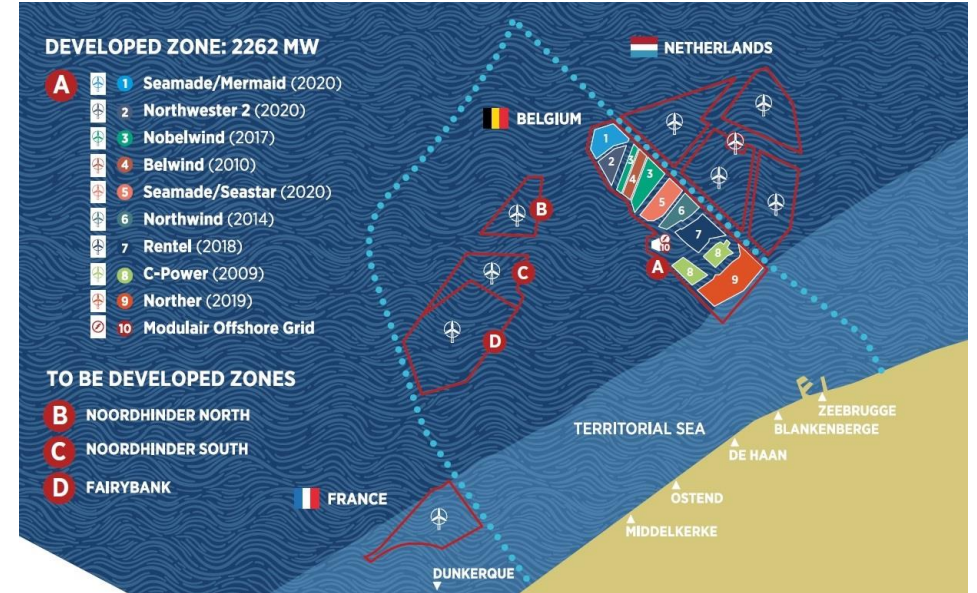 DEVELOPED ZONE: 2262 MW
A
1 Seamade/Mermaid (2020)
2 Northwester 2 (2020)
3 Nobelwind (2017)
4 Belwind (2010)
5 Seamade/Seastar (2020)
6 Northwind (2014)
7 Rentel (2018)
8 C-Power (2009)
9 Norther (2019)
10 Modulair Offshore Grid
TO BE DEVELOPED ZONES
B NOORDHINDER NORTH
C NOORDHINDER SOUTH
D FAIRYBANK
NETHERLANDS
BELGIUM
1
2
3
4
3
5
6
7
8
8
9
10
A
B
C
D
TERRITORIAL SEA
ZEEBRUGGE
BLANKENBERGE
DE HAAN
OSTEND
MIDDELKERKE
FRANCE
DUNKERQUE